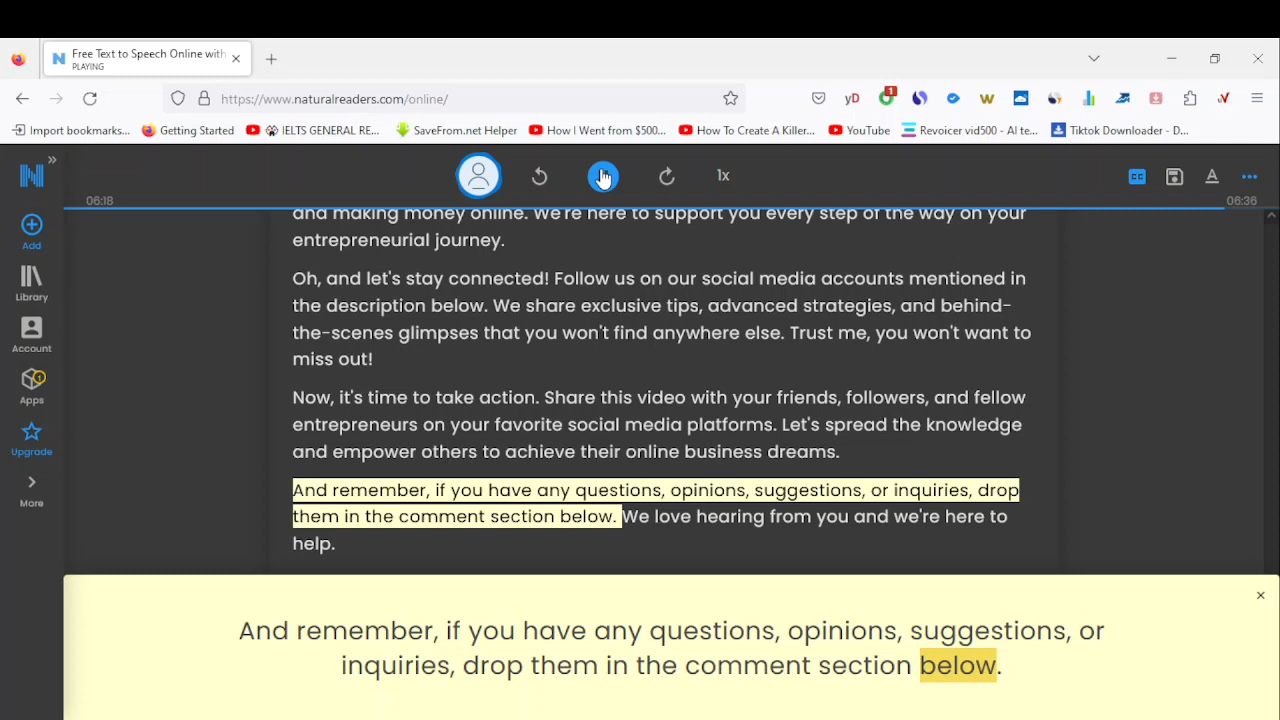 Free Text to Speech Online with
PLAYING
https://www.naturalreaders.com/online/
yD
1
W
Import bookmarks...
Getting Started
IELTS GENERAL RE...
SaveFrom.net Helper
How I Went from $500...
How To Create A Killer...
YouTube
Revoicer vid500 - AI te...
Tiktok Downloader - D...
N
1x
CC
A
06:18
06:36
Add
Library
Account
1
Apps
Upgrade
More
and making money online. We're here to support you every step of the way on your
entrepreneurial journey.
Oh, and let's stay connected! Follow us on our social media accounts mentioned in
the description below. We share exclusive tips, advanced strategies, and behind-
the-scenes glimpses that you won't find anywhere else. Trust me, you won't want to
miss out!
Now, it's time to take action. Share this video with your friends, followers, and fellow
entrepreneurs on your favorite social media platforms. Let's spread the knowledge
and empower others to achieve their online business dreams.
And remember, if you have any questions, opinions, suggestions, or inquiries, drop
them in the comment section below. We love hearing from you and we're here to
help.
And remember, if you have any questions, opinions, suggestions, or
inquiries, drop them in the comment section below.